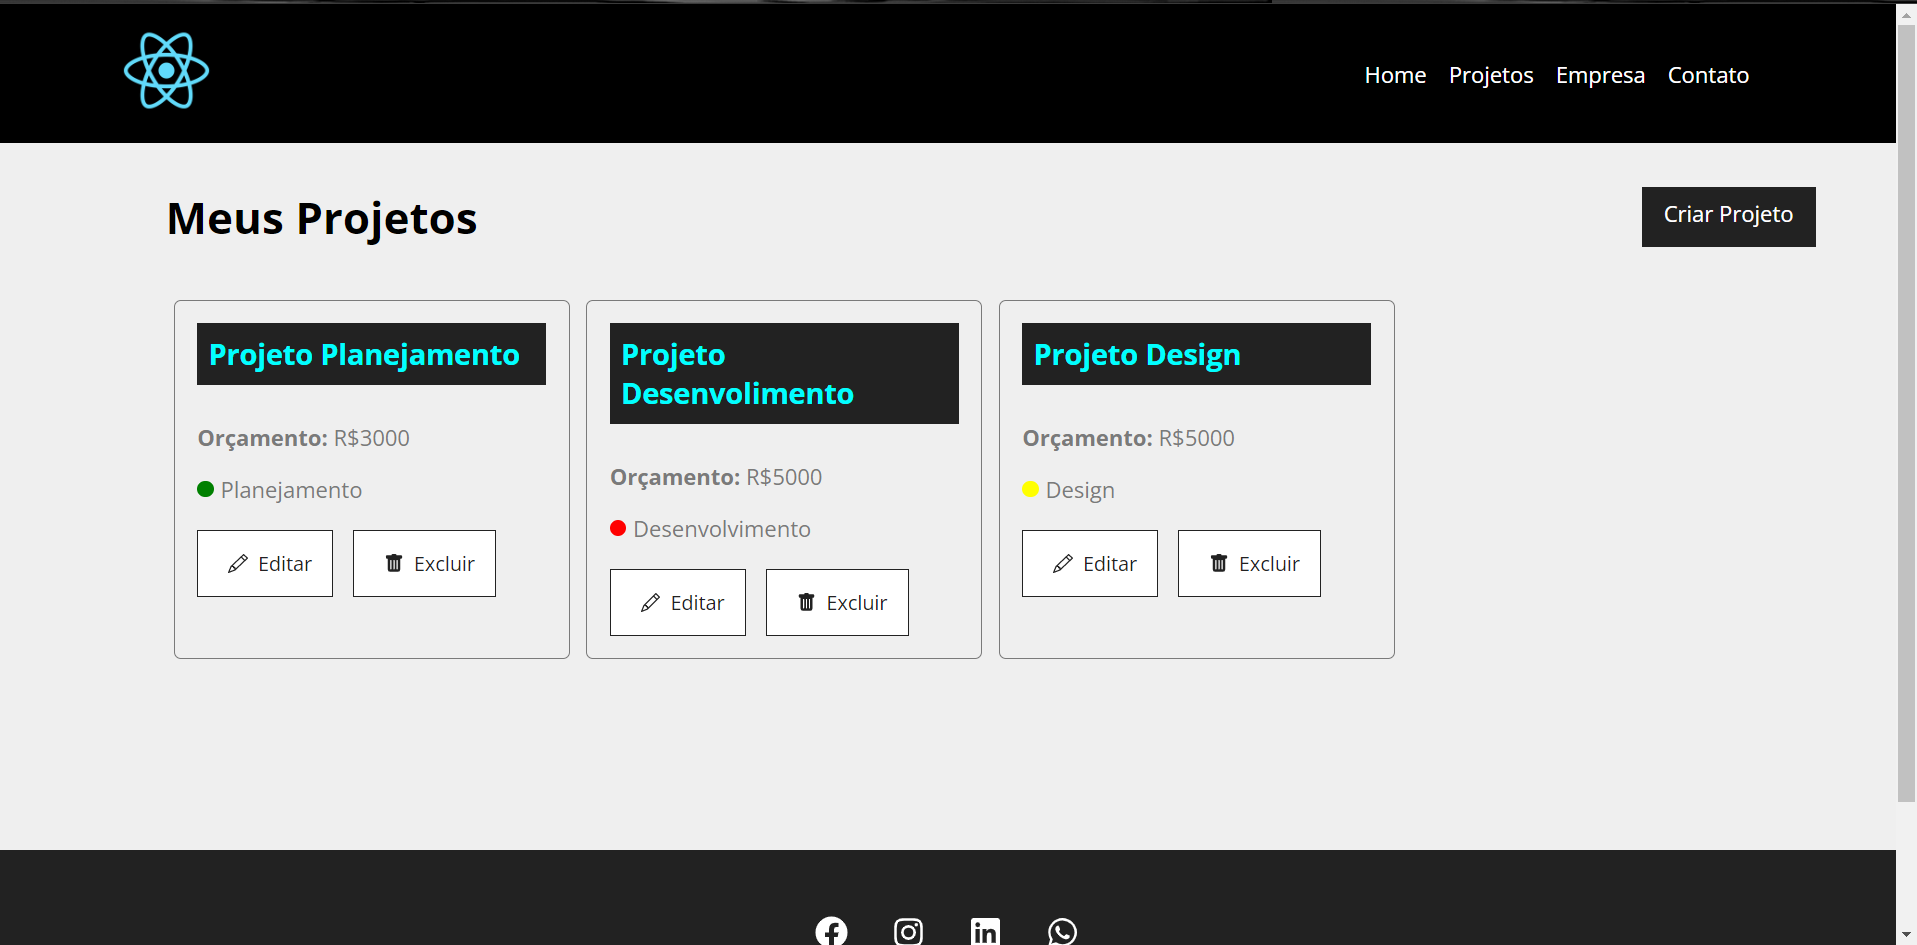 Home Projetos Empresa Contato
Meus Projetos
Criar Projeto
Projeto Planejamento
Orçamento: R$3000
Planejamento
Editar Excluir
Projeto
Desenvolimento
Orçamento: R$5000
Desenvolvimento
Editar Excluir
Projeto Design
Orçamento: R$5000
Design
Editar Excluir